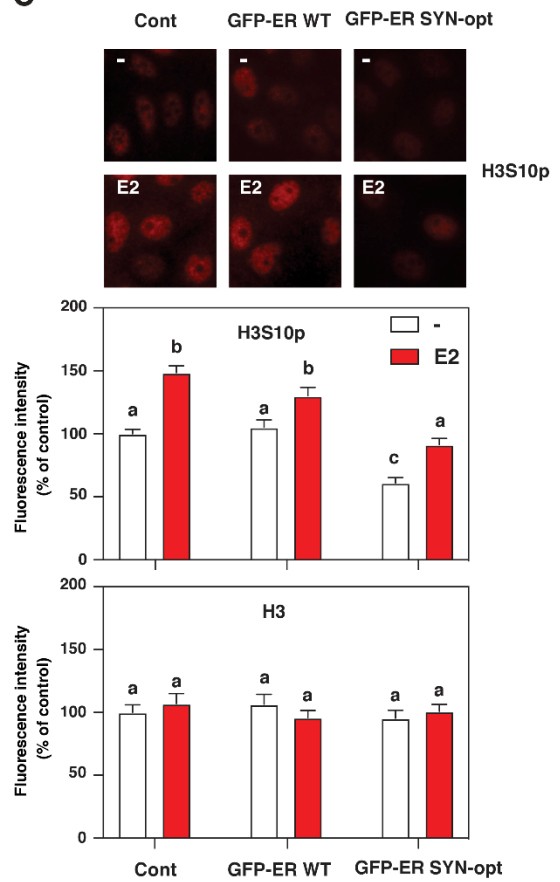 Cont GFP-ER WT GFP-ER SYN-opt
- - -
H3S10p
E2 E2 E2
200
H3S10p
-
E2
150
100
50
0
b
b
a
a
a
c
Fluorescence intensity
(% of control)
200
H3
150
100
50
0
a a a a a a
Fluorescence intensity
(% of control)
Cont GFP-ER WT GFP-ER SYN-opt